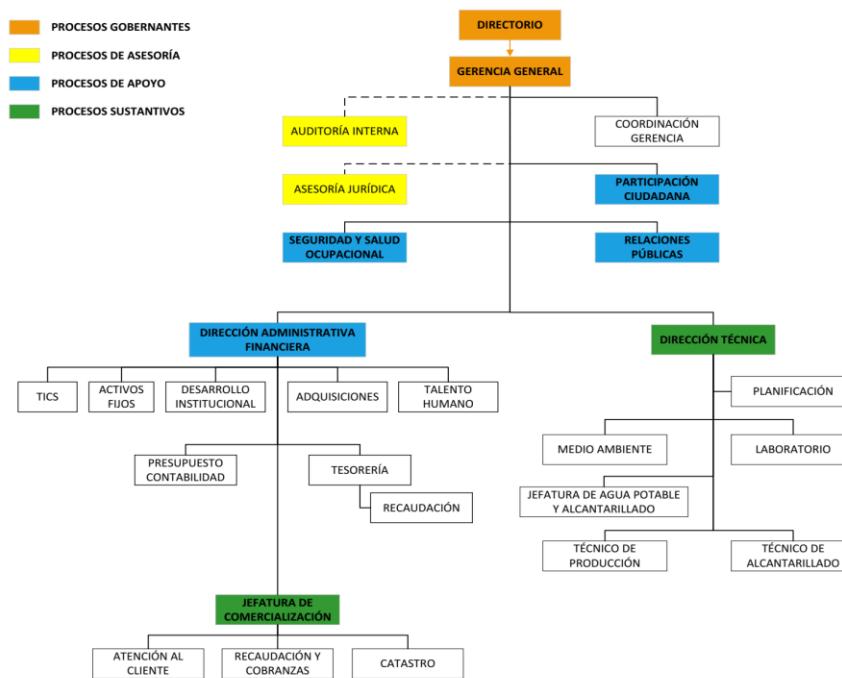 PROCESOS GOBERNANTES
PROCESOS DE ASESORÍA
PROCESOS DE APOYO
PROCESOS SUSTANTIVOS
DIRECTORIO
GERENCIA GENERAL
AUDITORÍA INTERNA
COORDINACIÓN
GERENCIA
ASESORÍA JURÍDICA
PARTICIPACIÓN
CIUDADANA
SEGURIDAD Y SALUD
OCUPACIONAL
RELACIONES
PÚBLICAS
DIRECCIÓN ADMINISTRATIVA
FINANCIERA
DIRECCIÓN TÉCNICA
TICS
ACTIVOS
FIJOS
DESARROLLO
INSTITUCIONAL
ADQUISICIONES
TALENTO
HUMANO
PLANIFICACIÓN
PRESUPUESTO
CONTABILIDAD
TESORERÍA
MEDIO AMBIENTE
LABORATORIO
RECAUDACIÓN
JEFATURA DE AGUA POTABLE
Y ALCANTARILLADO
TÉCNICO DE
PRODUCCIÓN
TÉCNICO DE
ALCANTARILLADO
JEFATURA DE
COMERCIALIZACIÓN
ATENCIÓN AL
CLIENTE
RECAUDACIÓN Y
COBRANZAS
CATASTRO